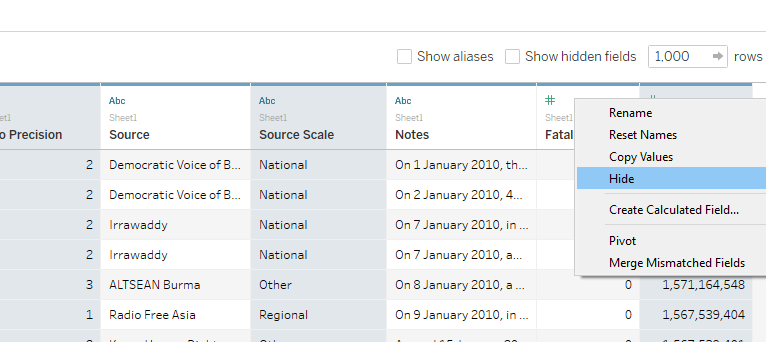 Show aliases Show hidden fields 1,000 rows
Abc Abc Abc #
Sheet1 Sheet1 Sheet1 Sheet1
o Precision Source Source Scale Notes Fatal
Rename
Reset Names
Copy Values
Hide
Create Calculated Field...
Pivot
Merge Mismatched Fields
2 Democratic Voice of B... National On 1 January 2010, th...
2 Democratic Voice of B... National On 2 January 2010, 4...
2 Irrawaddy National On 7 January 2010, in ...
2 Irrawaddy National On 7 January 2010, a...
3 ALTSEAN Burma Other On 8 January 2010, a ... 0 1,571,164,548
1 Radio Free Asia Regional On 9 January 2010, in ... 0 1,567,539,404